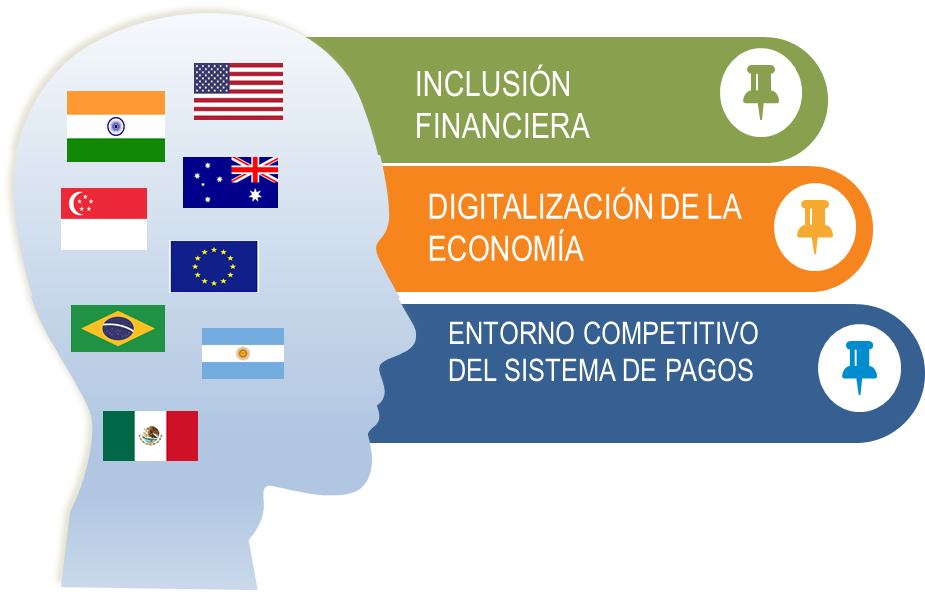 INCLUSIÓN
FINANCIERA
DIGITALIZACIÓN DE LA
ECONOMÍA
ENTORNO COMPETITIVO
DEL SISTEMA DE PAGOS